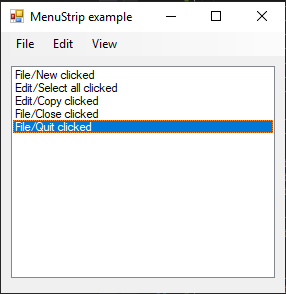 MenuStrip example
File Edit View
File/New clicked
Edit/Select all clicked
Edit/Copy clicked
File/Close clicked
File/Quit clicked